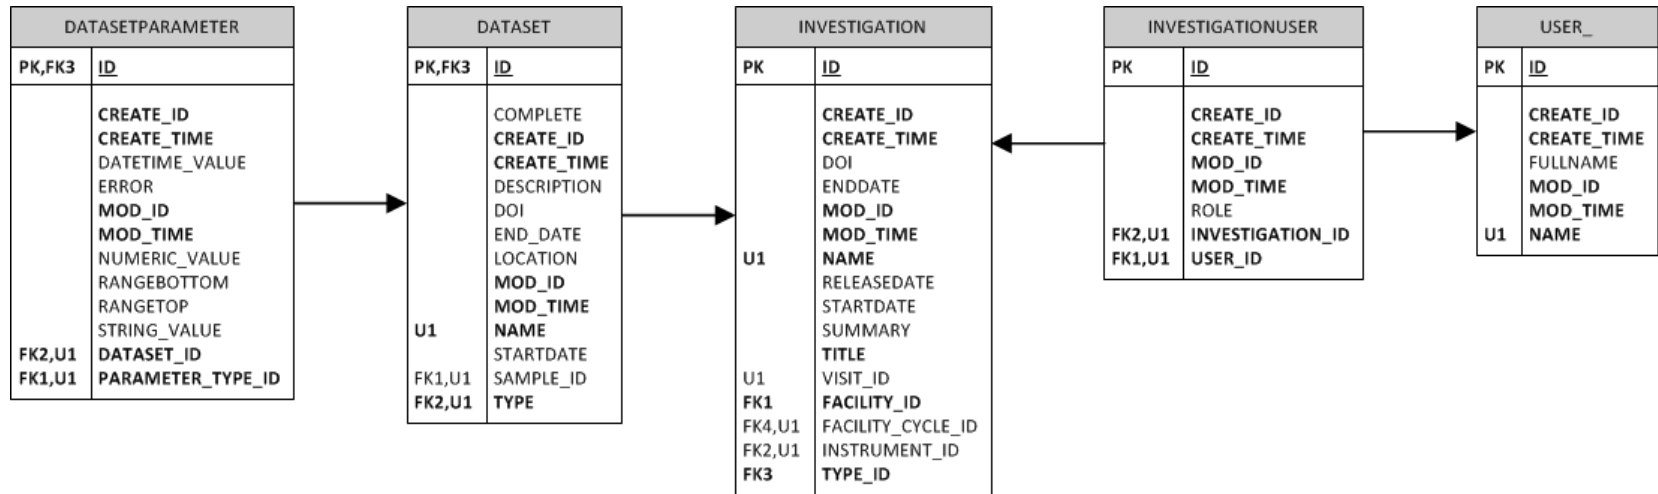 DATASETPARAMETER
PK,FK3 ID
CREATE_ID
CREATE_TIME
DATETIME_VALUE
ERROR
MOD_ID
MOD_TIME
NUMERIC_VALUE
RANGEBOTTOM
RANGETOP
STRING_VALUE
FK2,U1 DATASET_ID
FK1,U1 PARAMETER_TYPE_ID
DATASET
PK,FK3 ID
COMPLETE
CREATE_ID
CREATE_TIME
DESCRIPTION
DOI
END_DATE
LOCATION
MOD_ID
MOD_TIME
U1 NAME
STARTDATE
FK1,U1 SAMPLE_ID
FK2,U1 TYPE
INVESTIGATION
PK ID
CREATE_ID
CREATE_TIME
DOI
ENDDATE
MOD_ID
MOD_TIME
U1 NAME
RELEASEDATE
STARTDATE
SUMMARY
TITLE
U1 VISIT_ID
FK1 FACILITY_ID
FK4,U1 FACILITY_CYCLE_ID
FK2,U1 INSTRUMENT_ID
FK3 TYPE_ID
INVESTIGATIONUSER
PK ID
CREATE_ID
CREATE_TIME
MOD_ID
MOD_TIME
ROLE
FK2,U1 INVESTIGATION_ID
FK1,U1 USER_ID
USER_
PK ID
CREATE_ID
CREATE_TIME
FULLNAME
MOD_ID
MOD_TIME
U1 NAME